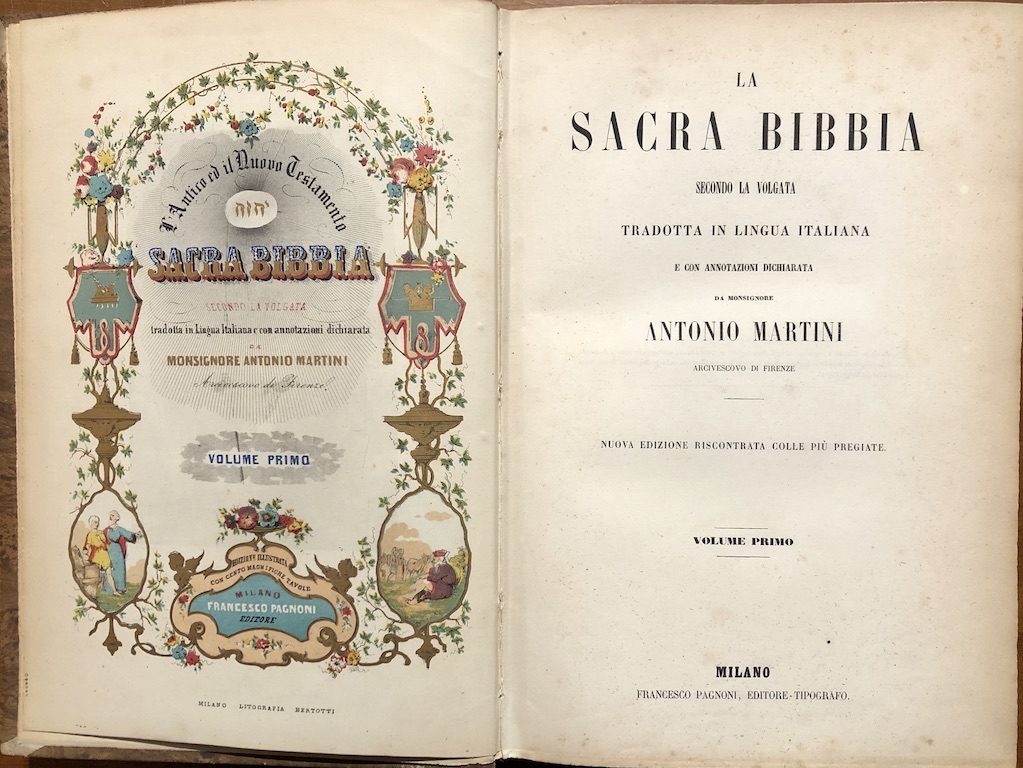 L'Antico ed il Nuovo Testamento
יהוה
SACRA BIBBIA
SECONDO LA VOLGATA
tradotta in Lingua Italiana e con annotazioni dichiarata
DA
MONSIGNORE ANTONIO MARTINI
Arcivescovo di Firenze
VOLUME PRIMO
EDIZIONE ILLUSTRATA
CON CENTO MAGNIFICHE TAVOLE
MILANO
FRANCESCO PAGNONI
EDITORE
MILANO LITOGRAFIA BERTOTTI
LA
SACRA BIBBIA
SECONDO LA VOLGATA
TRADOTTA IN LINGUA ITALIANA
E CON ANNOTAZIONI DICHIARATA
DA MONSIGNORE
ANTONIO MARTINI
ARCIVESCOVO DI FIRENZE
NUOVA EDIZIONE RISCONTRATA COLLE PIÙ PREGIATE.
VOLUME PRIMO
MILANO
FRANCESCO PAGNONI, EDITORE-TIPOGRAFO.